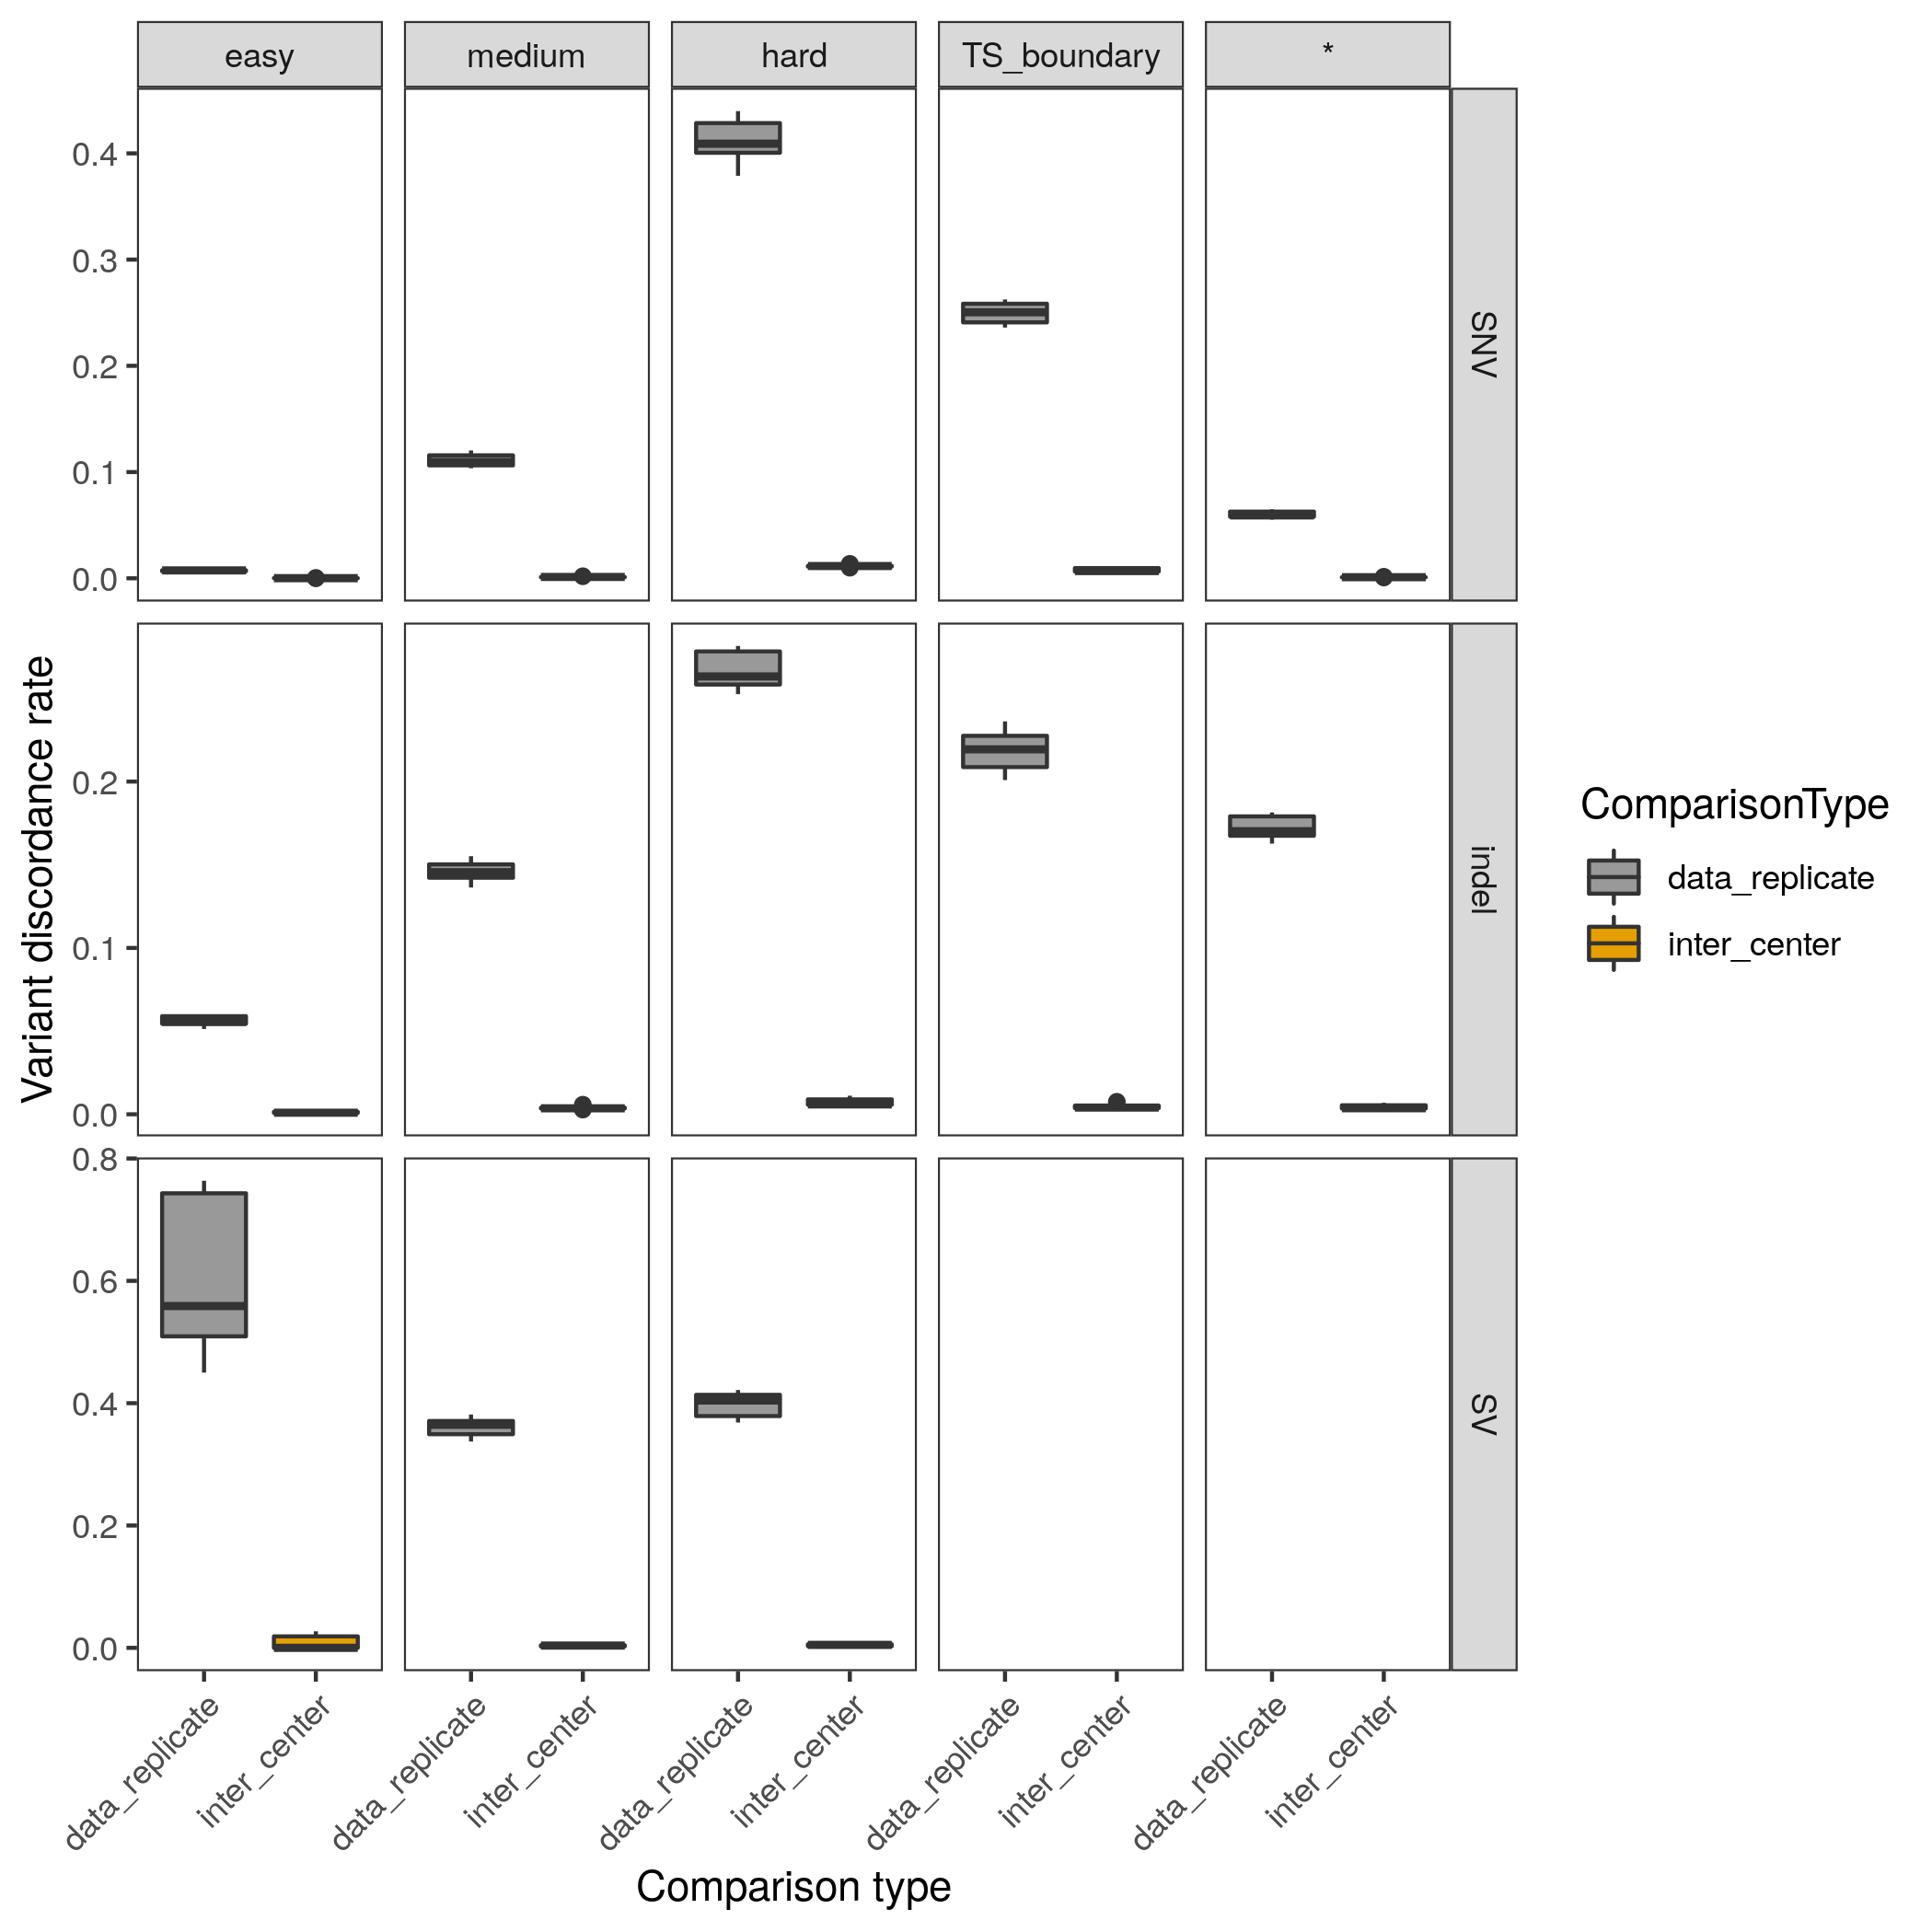 easy medium hard TS_boundary *
0.4
0.3
0.2
0.1
0.0
SNV
Variant discordance rate
0.2
0.1
0.0
indel
0.8
0.6
0.4
0.2
0.0
SV
data_replicate inter_center data_replicate inter_center data_replicate inter_center data_replicate inter_center data_replicate inter_center
Comparison type
ComparisonType
data_replicate
inter_center